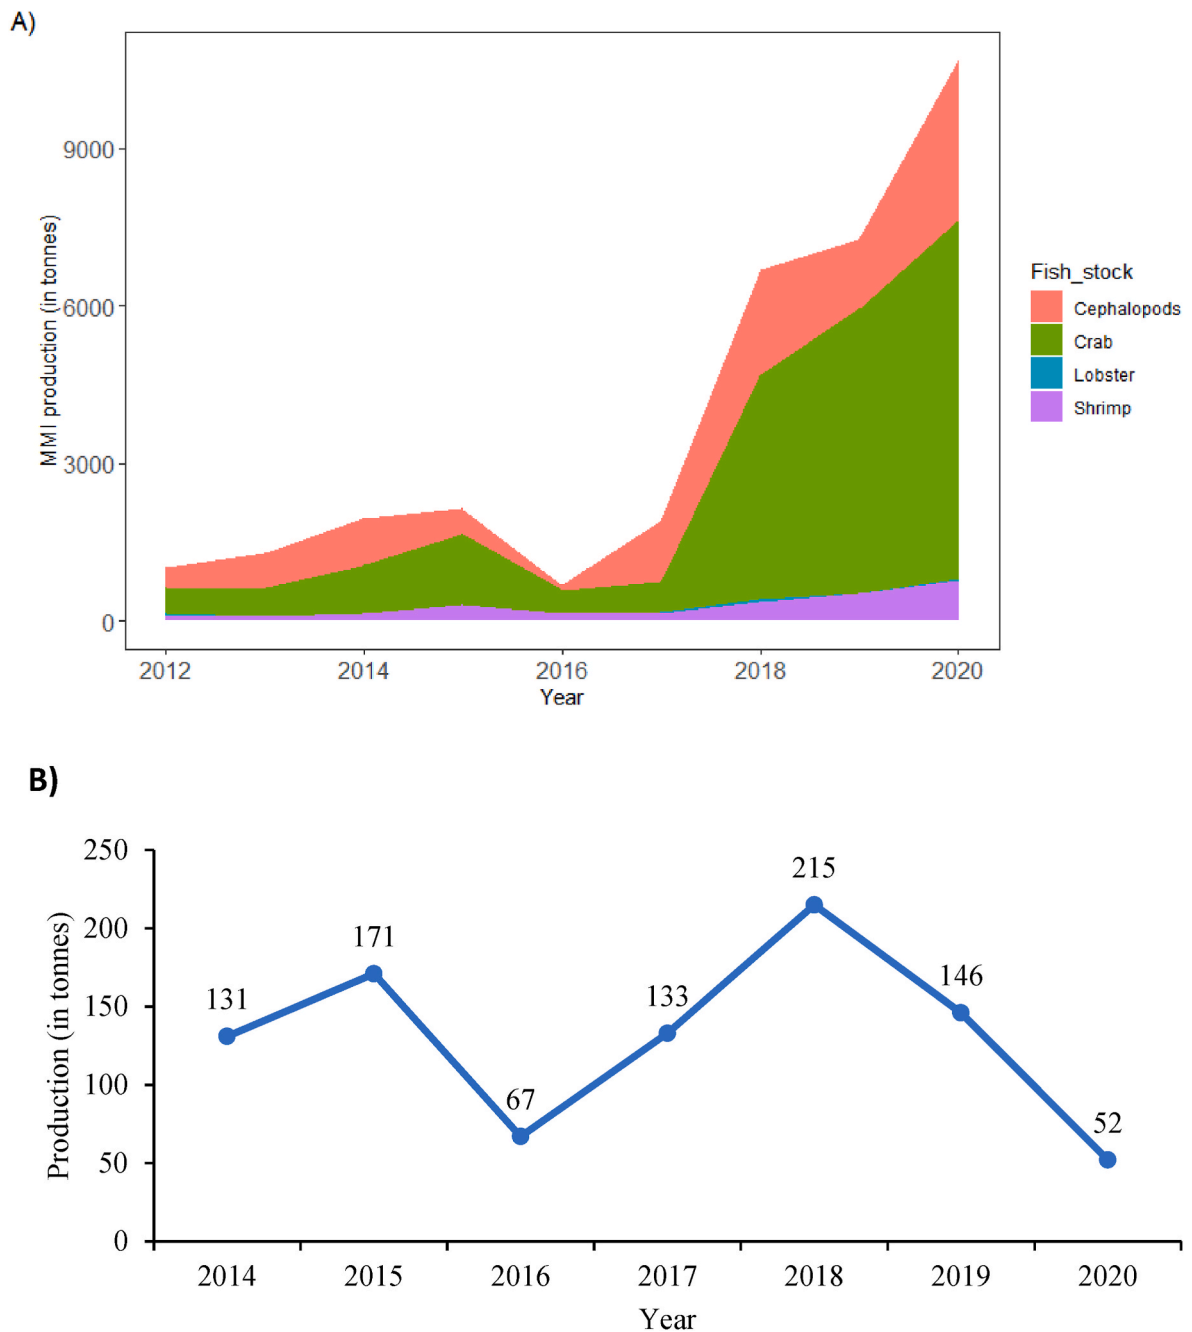 A)
MMI production (in tonnes)
9000
6000
3000
0
2012 2014 2016 2018 2020
Year
Fish_stock
Cephalopods
Crab
Lobster
Shrimp
B)
Production (in tonnes)
250
200
150
100
50
0
131
171
67
133
215
146
52
2014 2015 2016 2017 2018 2019 2020
Year